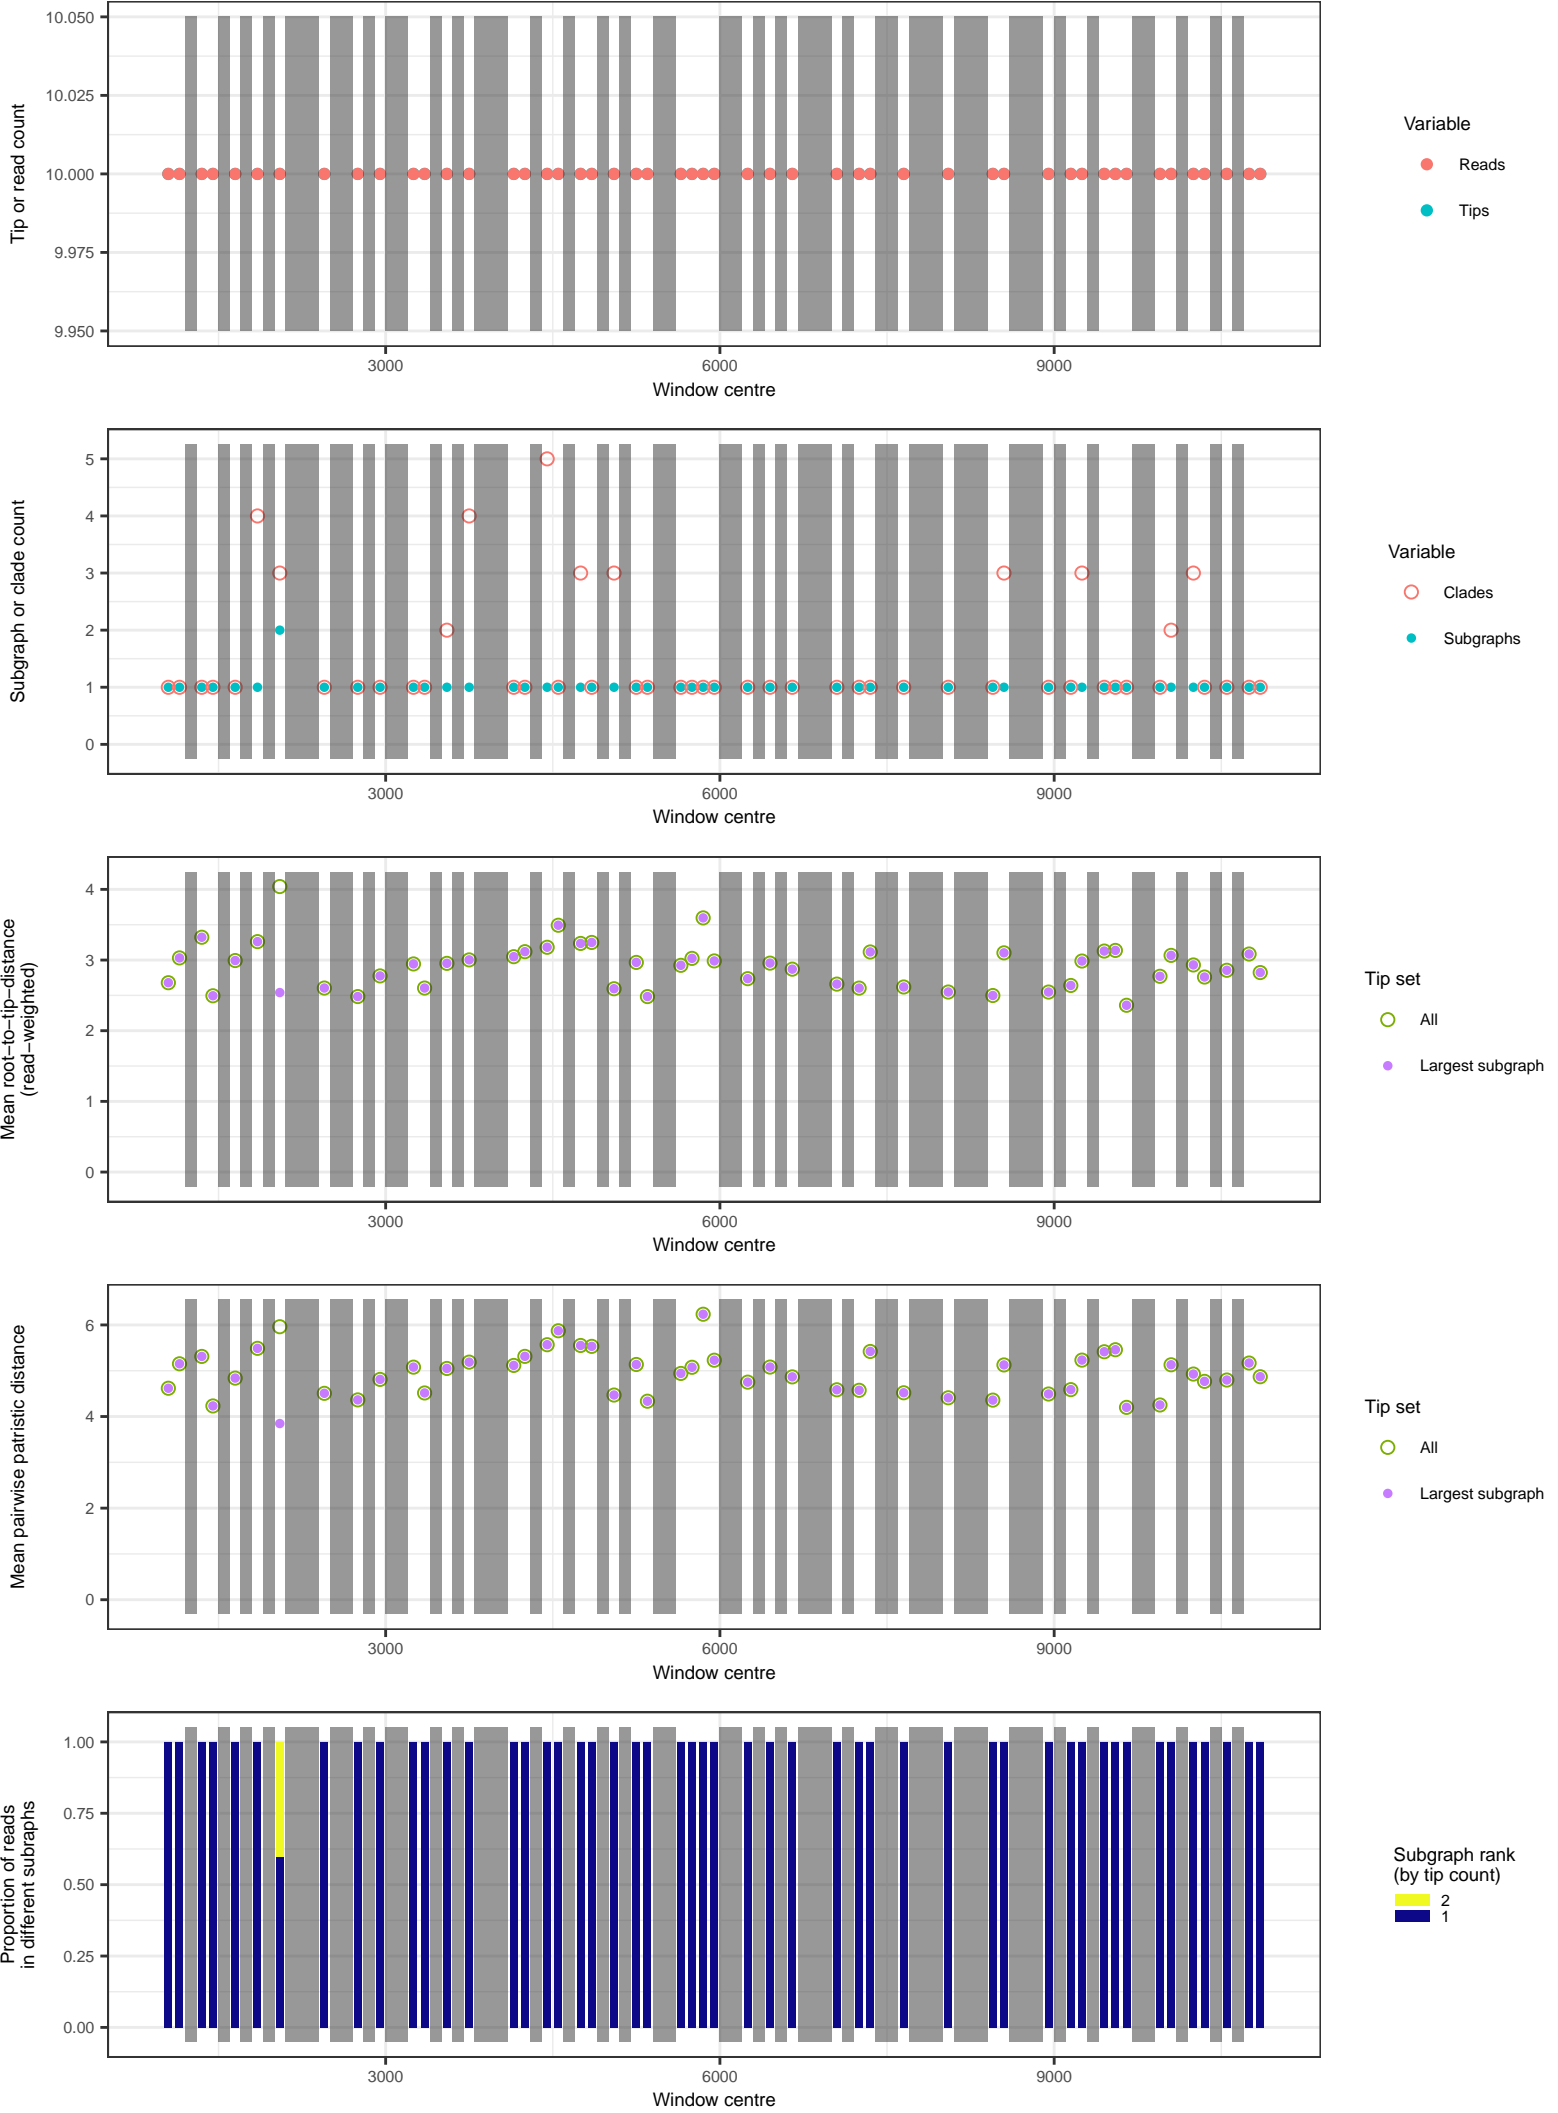 10.050
10.025
10.000
9.975
9.950
Tip or read count
3000
6000
9000
Window centre
Variable
Reads
Tips
5
4
3
2
1
0
Subgraph or clade count
3000
6000
9000
Window centre
Variable
Clades
Subgraphs
4
3
2
1
0
Mean root−to−tip−distance
(read−weighted)
3000
6000
9000
Window centre
Tip set
All
Largest subgraph
6
4
2
0
Mean pairwise patristic distance
3000
6000
9000
Window centre
Tip set
All
Largest subgraph
1.00
0.75
0.50
0.25
0.00
Proportion of reads
in different subraphs
3000
6000
9000
Window centre
Subgraph rank
(by tip count)
2
1